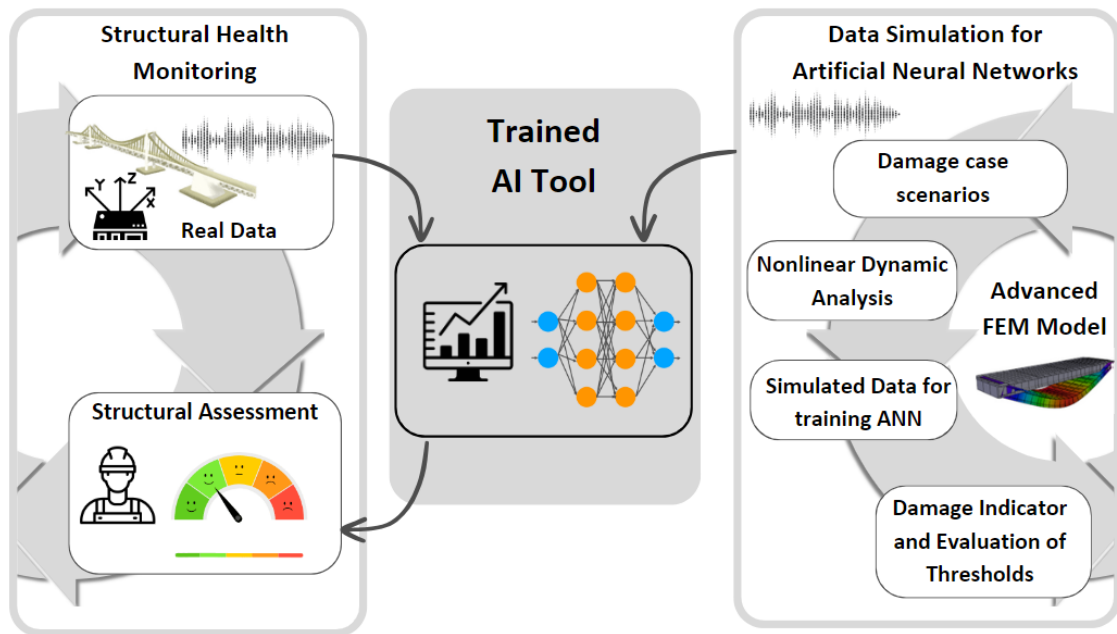 Structural Health
Monitoring
Y
Z
X
Real Data
Structural Assessment
Trained
AI Tool
Data Simulation for
Artificial Neural Networks
Damage case
scenarios
Nonlinear Dynamic
Analysis
Advanced
FEM Model
Simulated Data for
training ANN
Damage Indicator
and Evaluation of
Thresholds